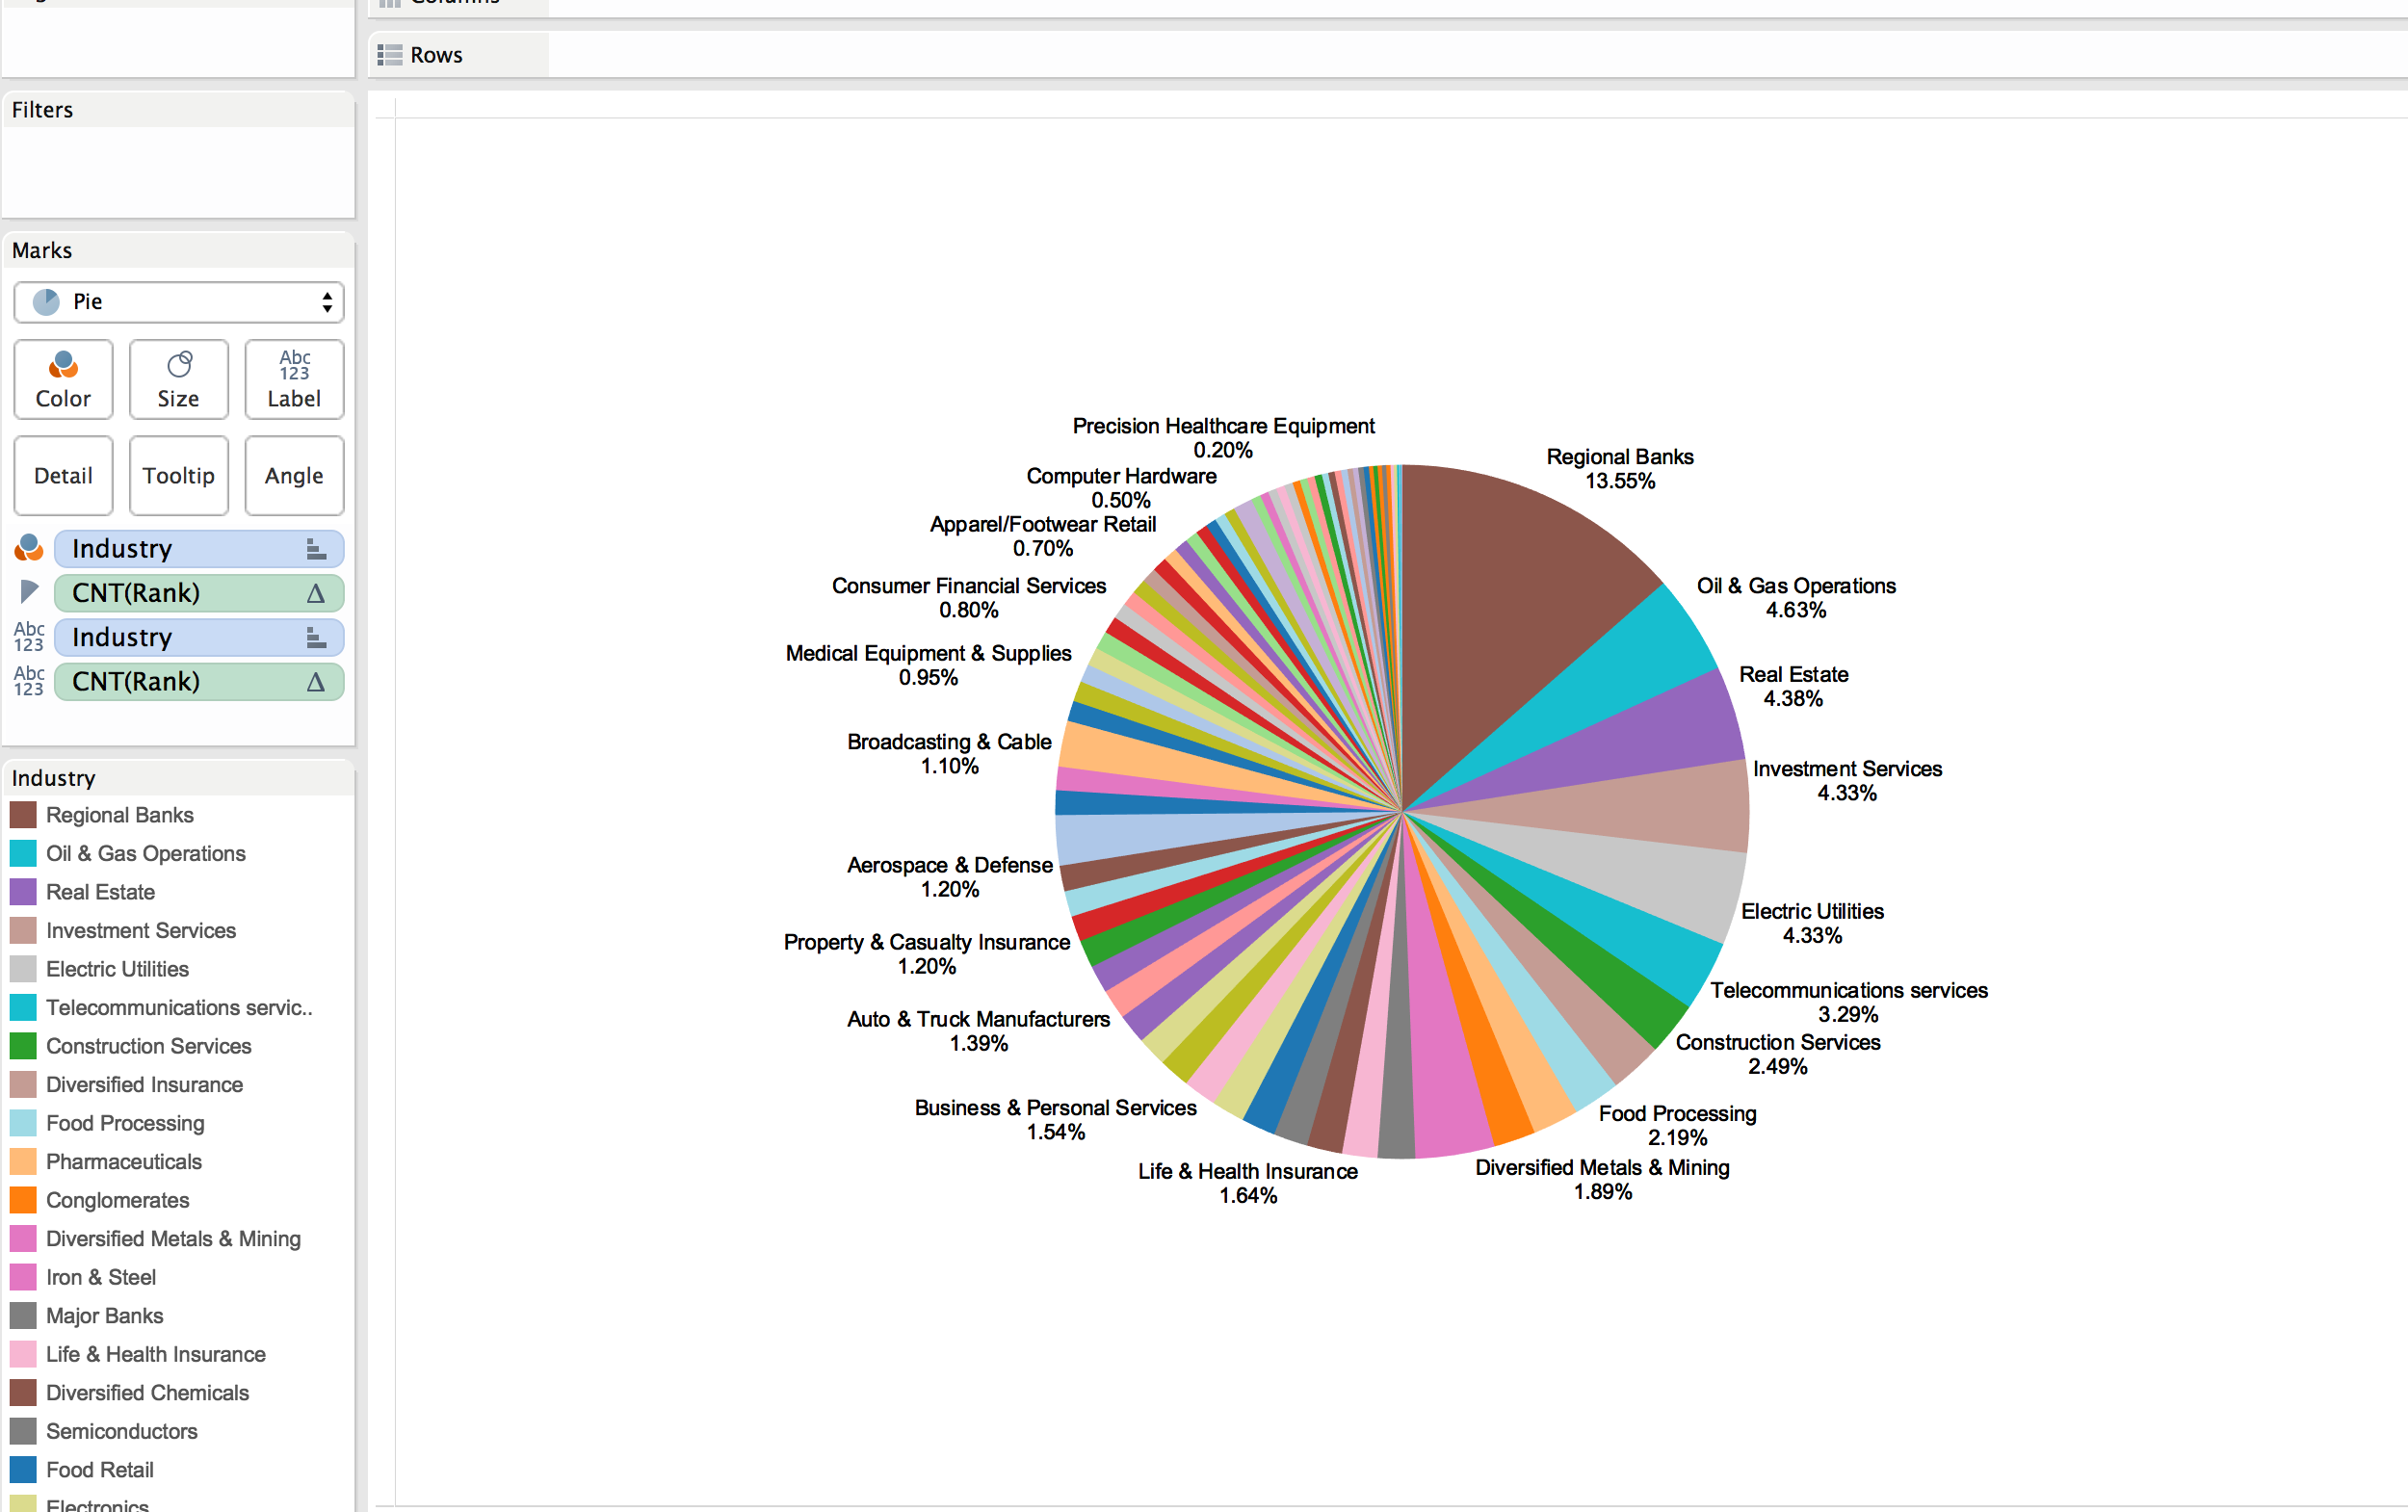 Columns
Rows
Filters
Marks
Pie
Color
Size
Abc
123
Label
Detail
Tooltip
Angle
Industry
CNT(Rank) Δ
Abc
123
Industry
Abc
123
CNT(Rank) Δ
Industry
Regional Banks
Oil & Gas Operations
Real Estate
Investment Services
Electric Utilities
Telecommunications servic..
Construction Services
Diversified Insurance
Food Processing
Pharmaceuticals
Conglomerates
Diversified Metals & Mining
Iron & Steel
Major Banks
Life & Health Insurance
Diversified Chemicals
Semiconductors
Food Retail
Electronics
Precision Healthcare Equipment
0.20%
Computer Hardware
0.50%
Apparel/Footwear Retail
0.70%
Consumer Financial Services
0.80%
Medical Equipment & Supplies
0.95%
Broadcasting & Cable
1.10%
Aerospace & Defense
1.20%
Property & Casualty Insurance
1.20%
Auto & Truck Manufacturers
1.39%
Business & Personal Services
1.54%
Life & Health Insurance
1.64%
Regional Banks
13.55%
Oil & Gas Operations
4.63%
Real Estate
4.38%
Investment Services
4.33%
Electric Utilities
4.33%
Telecommunications services
3.29%
Construction Services
2.49%
Food Processing
2.19%
Diversified Metals & Mining
1.89%